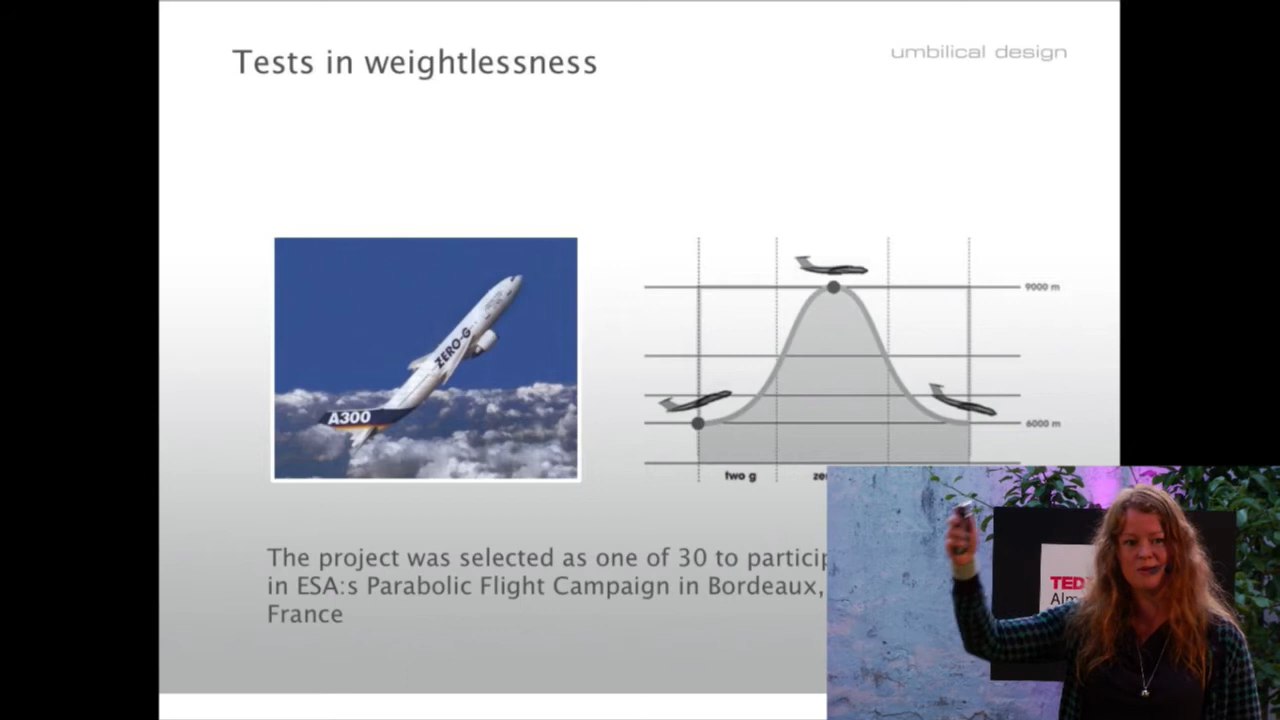 Tests in weightlessness
umbilical design
ZERO-G
A300
9000 m
6000 m
two g
The project was selected as one of 30 to particip
in ESA:s Parabolic Flight Campaign in Bordeaux,
France
TED
Alm